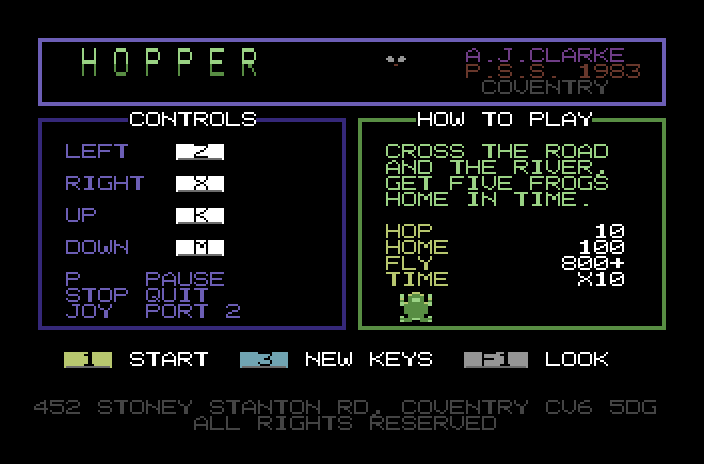 HOPPER
A.J.CLARKE
P.S.S. 1983
COVENTRY
CONTROLS
LEFT Z
RIGHT X
UP K
DOWN M
P PAUSE
STOP QUIT
JOY PORT 2
HOW TO PLAY
CROSS THE ROAD
AND THE RIVER.
GET FIVE FROGS
HOME IN TIME.
HOP 10
HOME 100
FLY 800+
TIME X10
1 START 3 NEW KEYS F1 LOOK
452 STONEY STANTON RD. COVENTRY CV6 5DG
ALL RIGHTS RESERVED